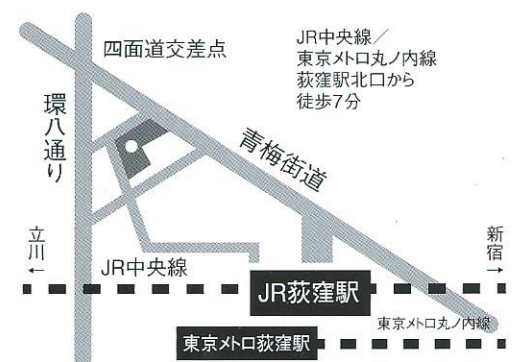 四面道交差点
JR中央線／
東京メトロ丸ノ内線
荻窪駅北口から
徒歩7分
環八通り
青梅街道
立川
←
新宿
→
JR中央線
JR荻窪駅
東京メトロ丸ノ内線
東京メトロ荻窪駅